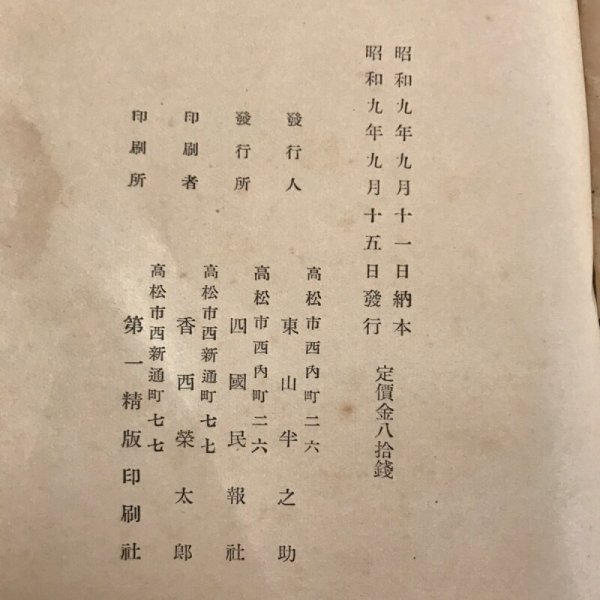 昭和九年九月十一日納本
昭和九年九月十五日發行
定價金八拾錢
高松市西內町二六
發行人 東山半之助
高松市西內町二六
發行所 四國民報社
高松市西新通町七七
印刷者 香西榮太郎
高松市西新通町七七
印刷所 第一精版印刷社